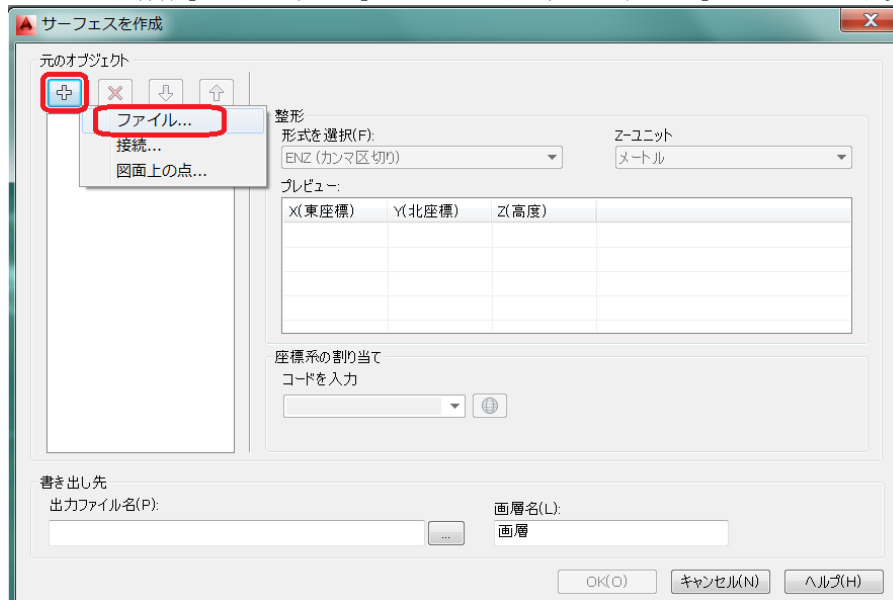 サーフェスを作成
元のオブジェクト
ファイル...
接続...
図面上の点...
整形
形式を選択(F):
Z-ユニット
ENZ (カンマ区切り)
メートル
プレビュー:
X(東座標) Y(北座標) Z(高度)
座標系の割り当て
コードを入力
書き出し先
出力ファイル名(P):
画層名(L):
...
画層
OK(O) キャンセル(N) ヘルプ(H)